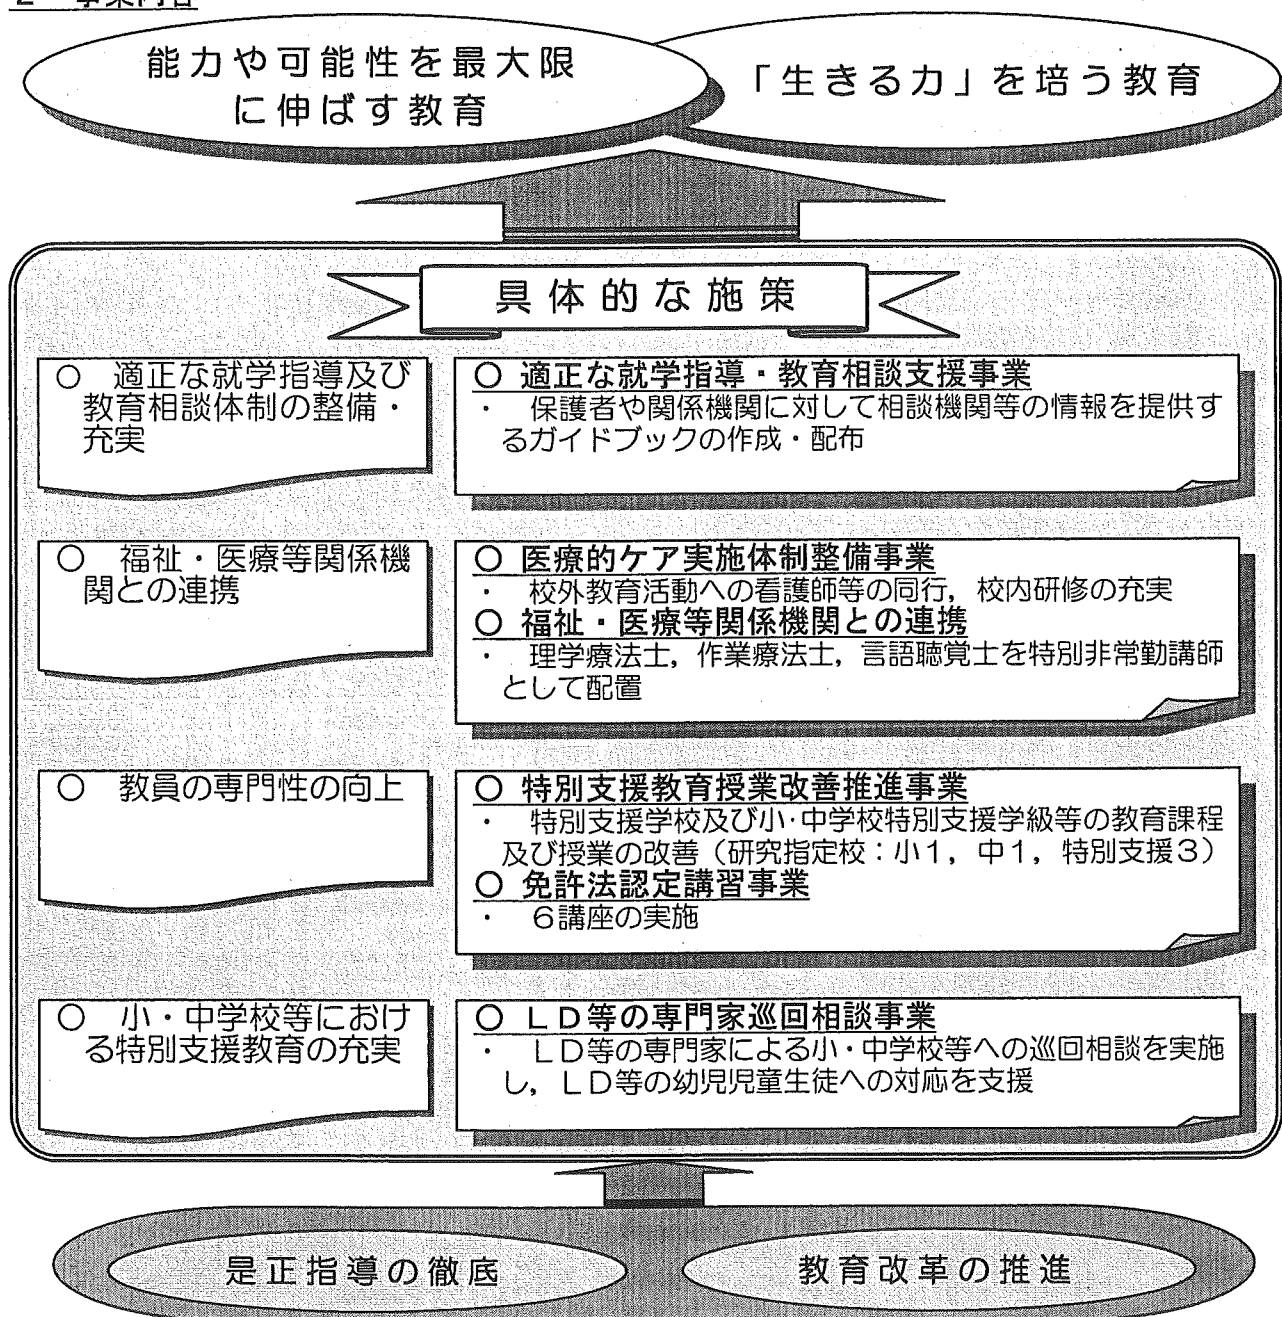 ２　事業内容
能力や可能性を最大限
に伸ばす教育
「生きる力」を培う教育
具体的な施策
○　適正な就学指導及び
教育相談体制の整備・
充実
○　適正な就学指導・教育相談支援事業
・　保護者や関係機関に対して相談機関等の情報を提供す
るガイドブックの作成・配布
○　福祉・医療等関係機
関との連携
○　医療的ケア実施体制整備事業
・　校外教育活動への看護師等の同行，校内研修の充実
○　福祉・医療等関係機関との連携
・　理学療法士，作業療法士，言語聴覚士を特別非常勤講師
として配置
○　教員の専門性の向上
○　特別支援教育授業改善推進事業
・　特別支援学校及び小・中学校特別支援学級等の教育課程
及び授業の改善（研究指定校：小１，中１，特別支援３）
○　免許法認定講習事業
・　６講座の実施
○　小・中学校等におけ
る特別支援教育の充実
○　ＬＤ等の専門家巡回相談事業
・　ＬＤ等の専門家による小・中学校等への巡回相談を実施
し，ＬＤ等の幼児児童生徒への対応を支援
是正指導の徹底
教育改革の推進